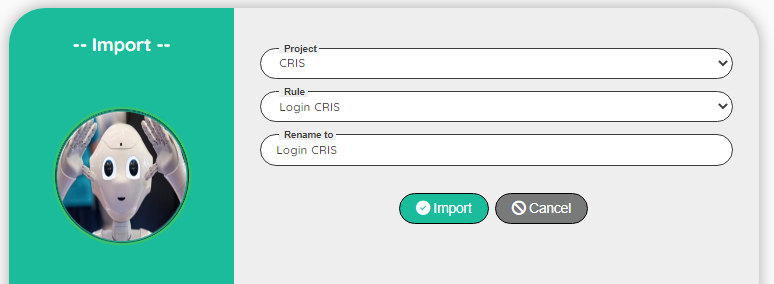 -- Import --
Project
CRIS
Rule
Login CRIS
Rename to
Login CRIS
Import
Cancel